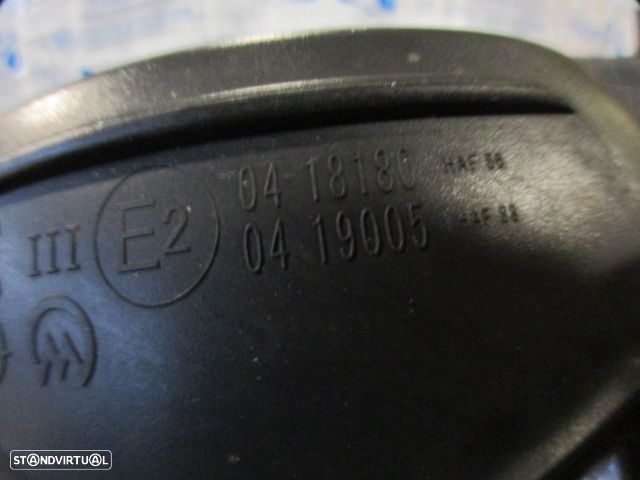 04 18180 HAF 88
III E2 04 19005 HAF 88
STANDVIRTUAL